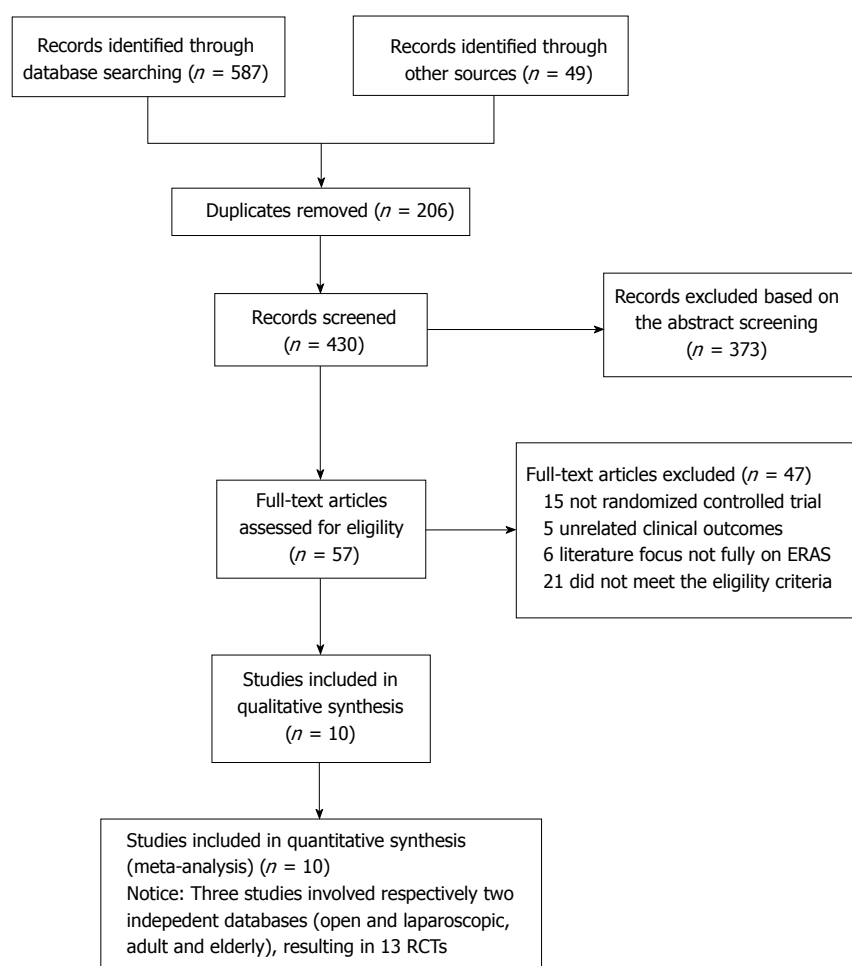 Records identified through
database searching (n = 587)
Records identified through
other sources (n = 49)
Duplicates removed (n = 206)
Records screened
(n = 430)
Records excluded based on
the abstract screening
(n = 373)
Full-text articles
assessed for eligility
(n = 57)
Full-text articles excluded (n = 47)
15 not randomized controlled trial
5 unrelated clinical outcomes
6 literature focus not fully on ERAS
21 did not meet the eligibility criteria
Studies included in
qualitative synthesis
(n = 10)
Studies included in quantitative synthesis
(meta-analysis) (n = 10)
Notice: Three studies involved respectively two
indepedent databases (open and laparoscopic,
adult and elderly), resulting in 13 RCTs